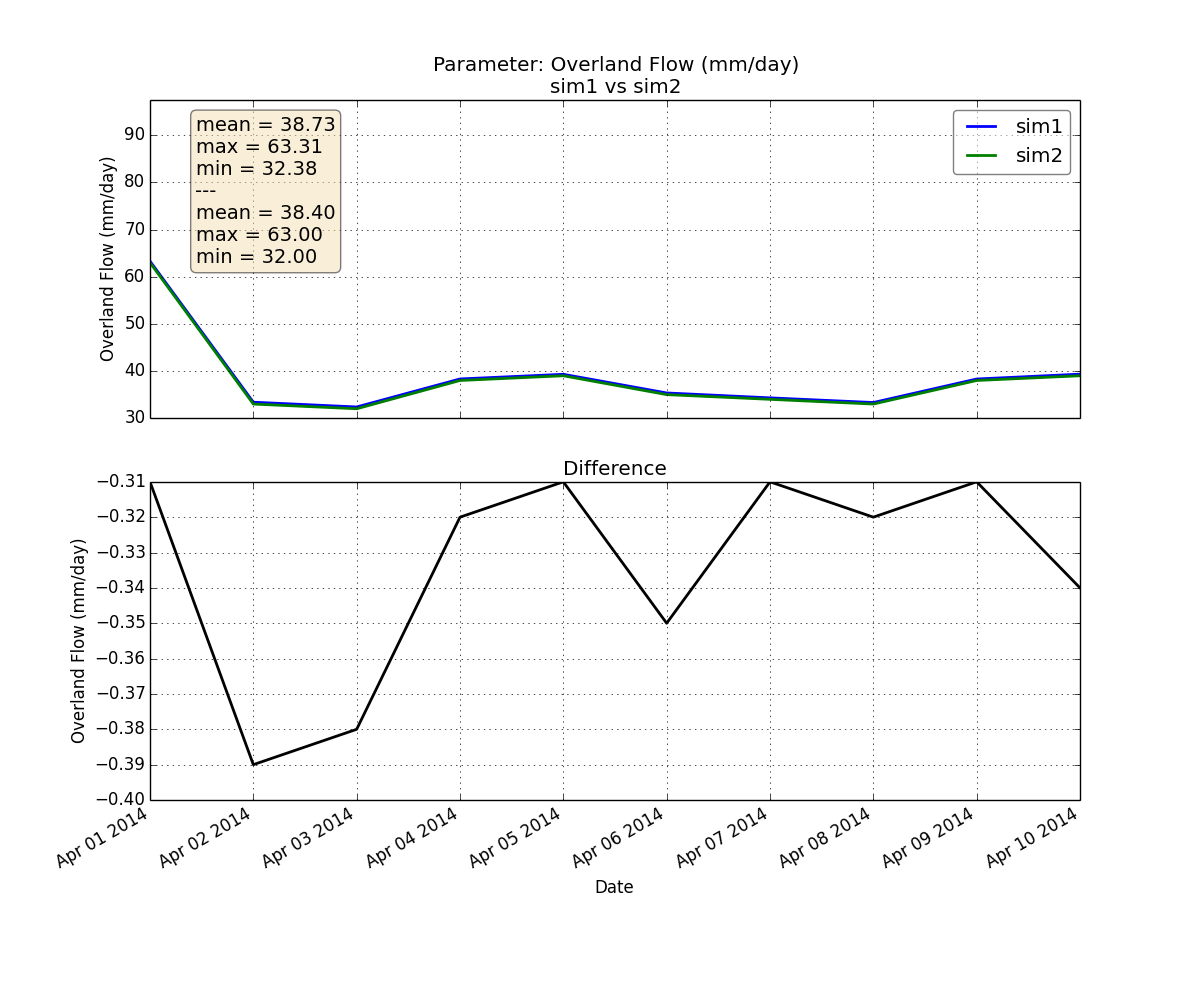 Parameter: Overland Flow (mm/day)
sim1 vs sim2
mean = 38.73
max = 63.31
min = 32.38
---
mean = 38.40
max = 63.00
min = 32.00
sim1
sim2
Overland Flow (mm/day)
90
80
70
60
50
40
30
Difference
Overland Flow (mm/day)
−0.31
−0.32
−0.33
−0.34
−0.35
−0.36
−0.37
−0.38
−0.39
−0.40
Apr 01 2014
Apr 02 2014
Apr 03 2014
Apr 04 2014
Apr 05 2014
Apr 06 2014
Apr 07 2014
Apr 08 2014
Apr 09 2014
Apr 10 2014
Date